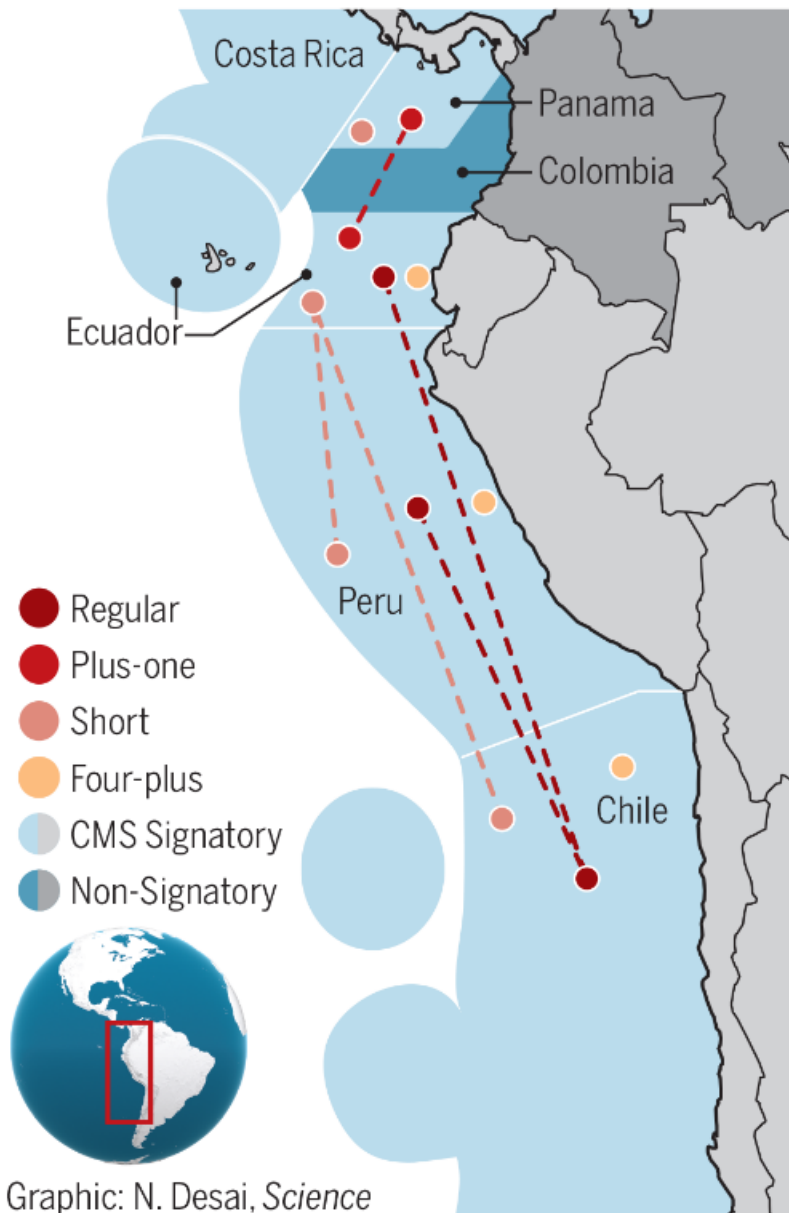 Costa Rica
Panama
Colombia
Ecuador
Peru
Regular
Plus-one
Short
Four-plus
Chile
CMS Signatory
Non-Signatory
Graphic: N. Desai, Science